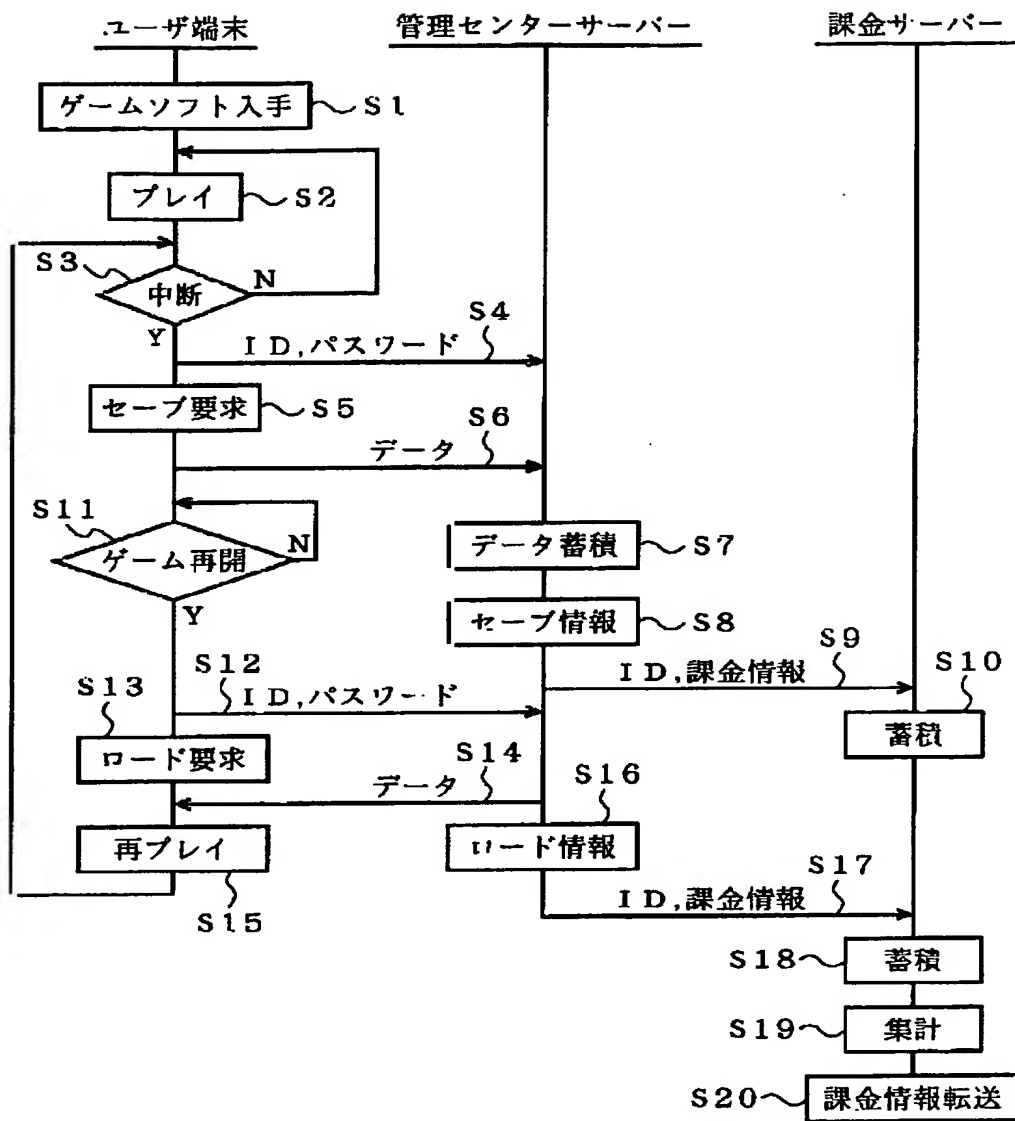 ユーザ端末
管理センターサーバー
課金サーバー
ゲームソフト入手
S1
プレイ
S2
S3
中断
N
Y
S4
ID,パスワード
セーブ要求
S5
S6
データ
S11
ゲーム再開
N
Y
データ蓄積
S7
セーブ情報
S8
S9
ID,課金情報
S10
蓄積
S12
ID,パスワード
S13
ロード要求
S14
データ
S16
再プレイ
ロード情報
S15
S17
ID,課金情報
S18
蓄積
S19
集計
S20
課金情報転送